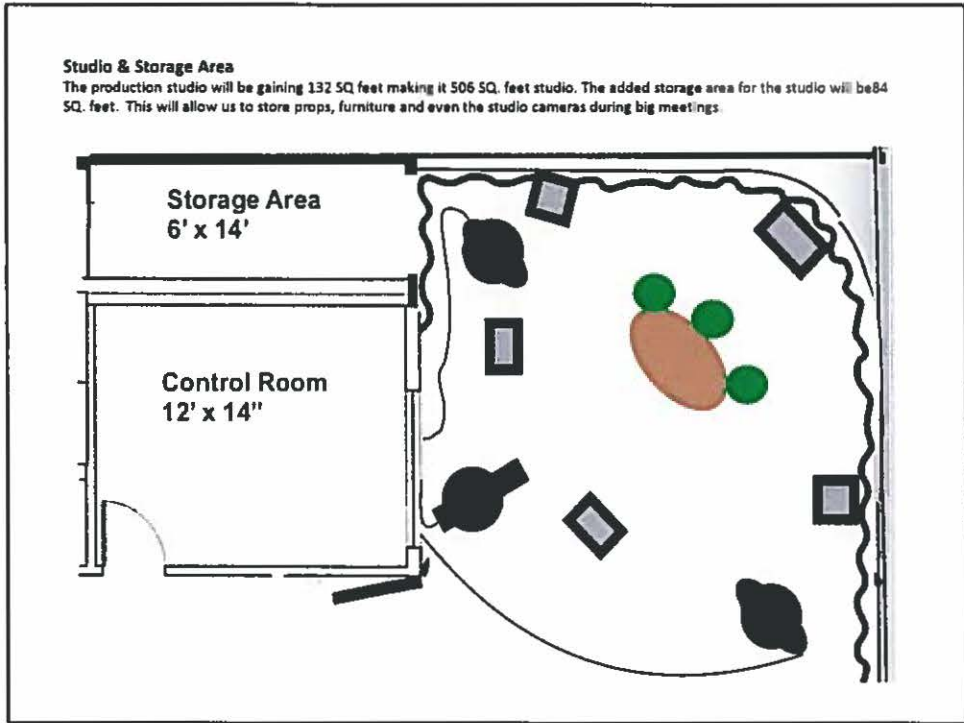 Studio & Storage Area
The production studio will be gaining 132 SQ feet making it 506 SQ. feet studio. The added storage area for the studio will be84
SQ. feet. This will allow us to store props, furniture and even the studio cameras during big meetings
Storage Area
6' x 14'
Control Room
12' x 14"